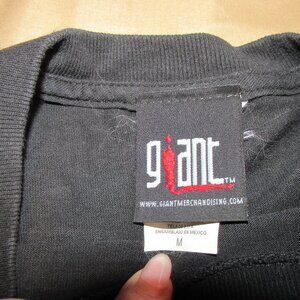 giant™
WWW.GIANTMERCHANDISING.COM
ENSAMBLADO EN MEXICO
M